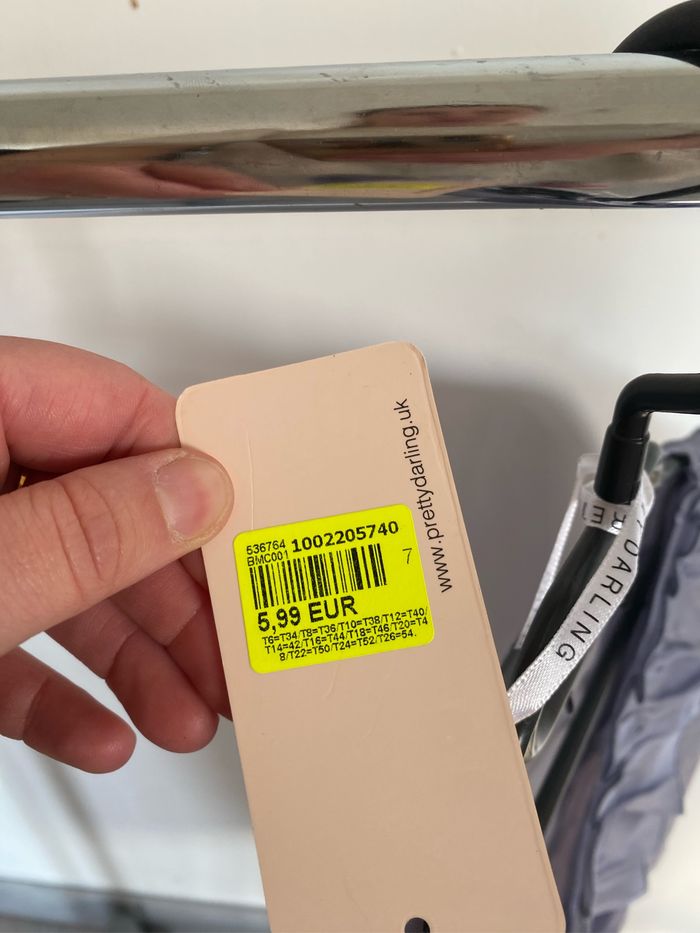 www.prettydarling.uk
536764 1002205740
BMC001
7
5,99 EUR
T6=T34/T8=T36/T10=T38/T12=T40/
T14=42/T16=T44/T18=T46/T20=T4
8/T22=T50/T24=T52/T26=54.
DARLING